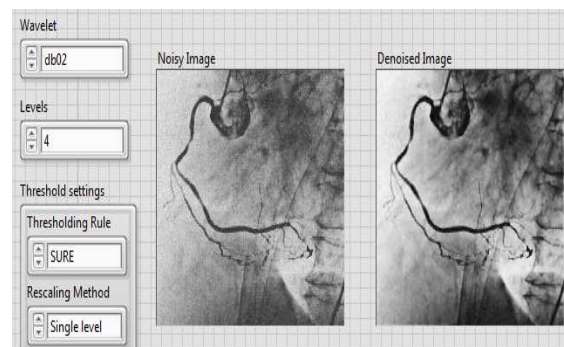 Wavelet
db02
Noisy Image
Denoised Image
Levels
4
Threshold settings
Thresholding Rule
SURE
Rescaling Method
Single level